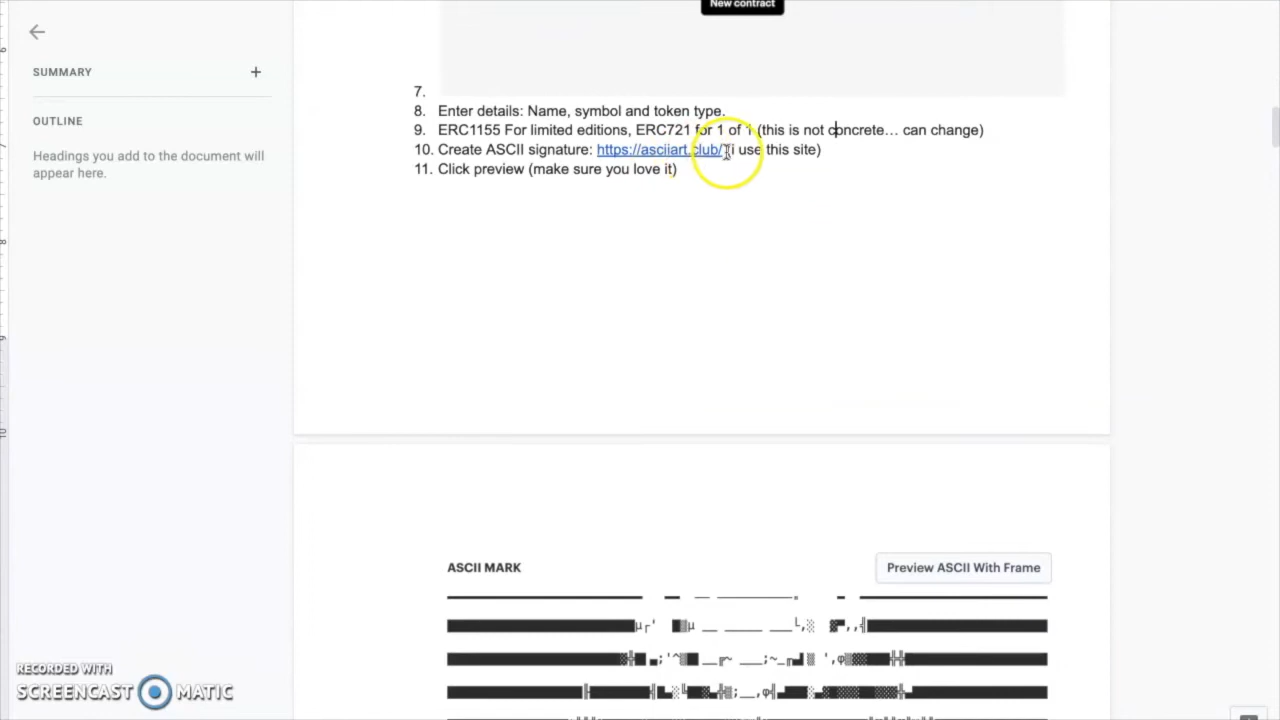 New contract
SUMMARY
OUTLINE
Headings you add to the document will
appear here.
7.
8. Enter details: Name, symbol and token type.
9. ERC1155 For limited editions, ERC721 for 1 of 1 (this is not concrete… can change)
10. Create ASCII signature: https://asciiart.club/ (i use this site)
11. Click preview (make sure you love it)
ASCII MARK
Preview ASCII With Frame
RECORDED WITH
SCREENCAST MATIC